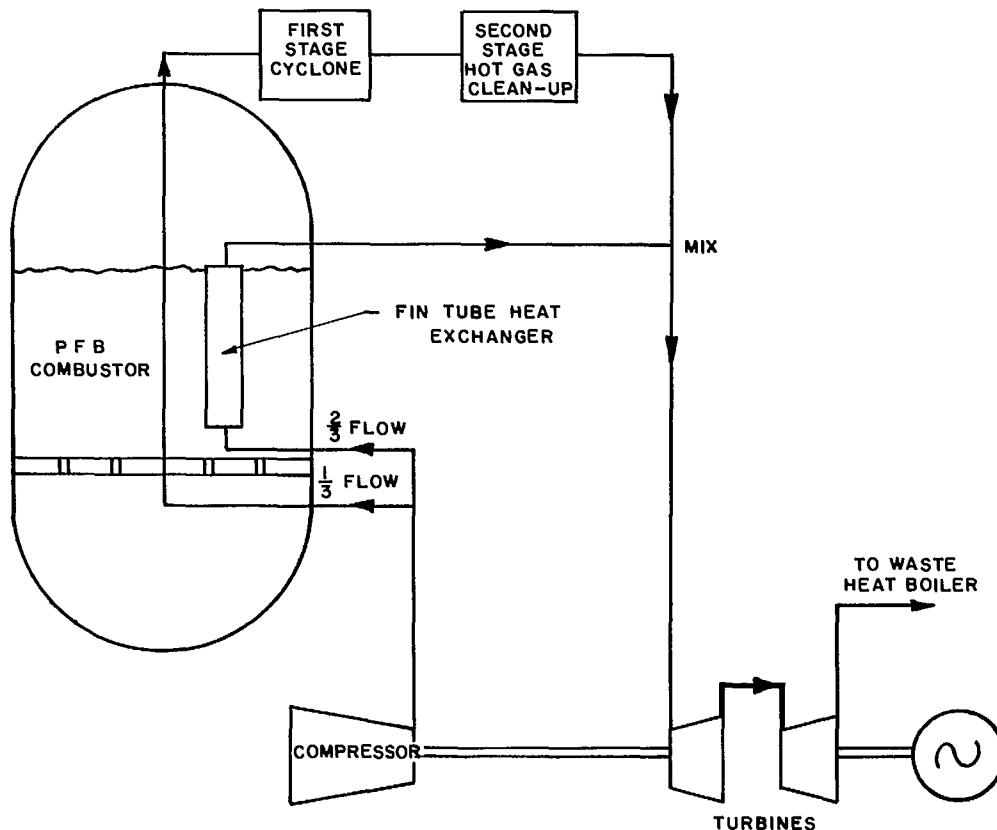 FIRST
STAGE
CYCLONE
SECOND
STAGE
HOT GAS
CLEAN-UP
MIX
FIN TUBE HEAT
EXCHANGER
P F B
COMBUSTOR
2/3 FLOW
1/3 FLOW
TO WASTE
HEAT BOILER
COMPRESSOR
TURBINES